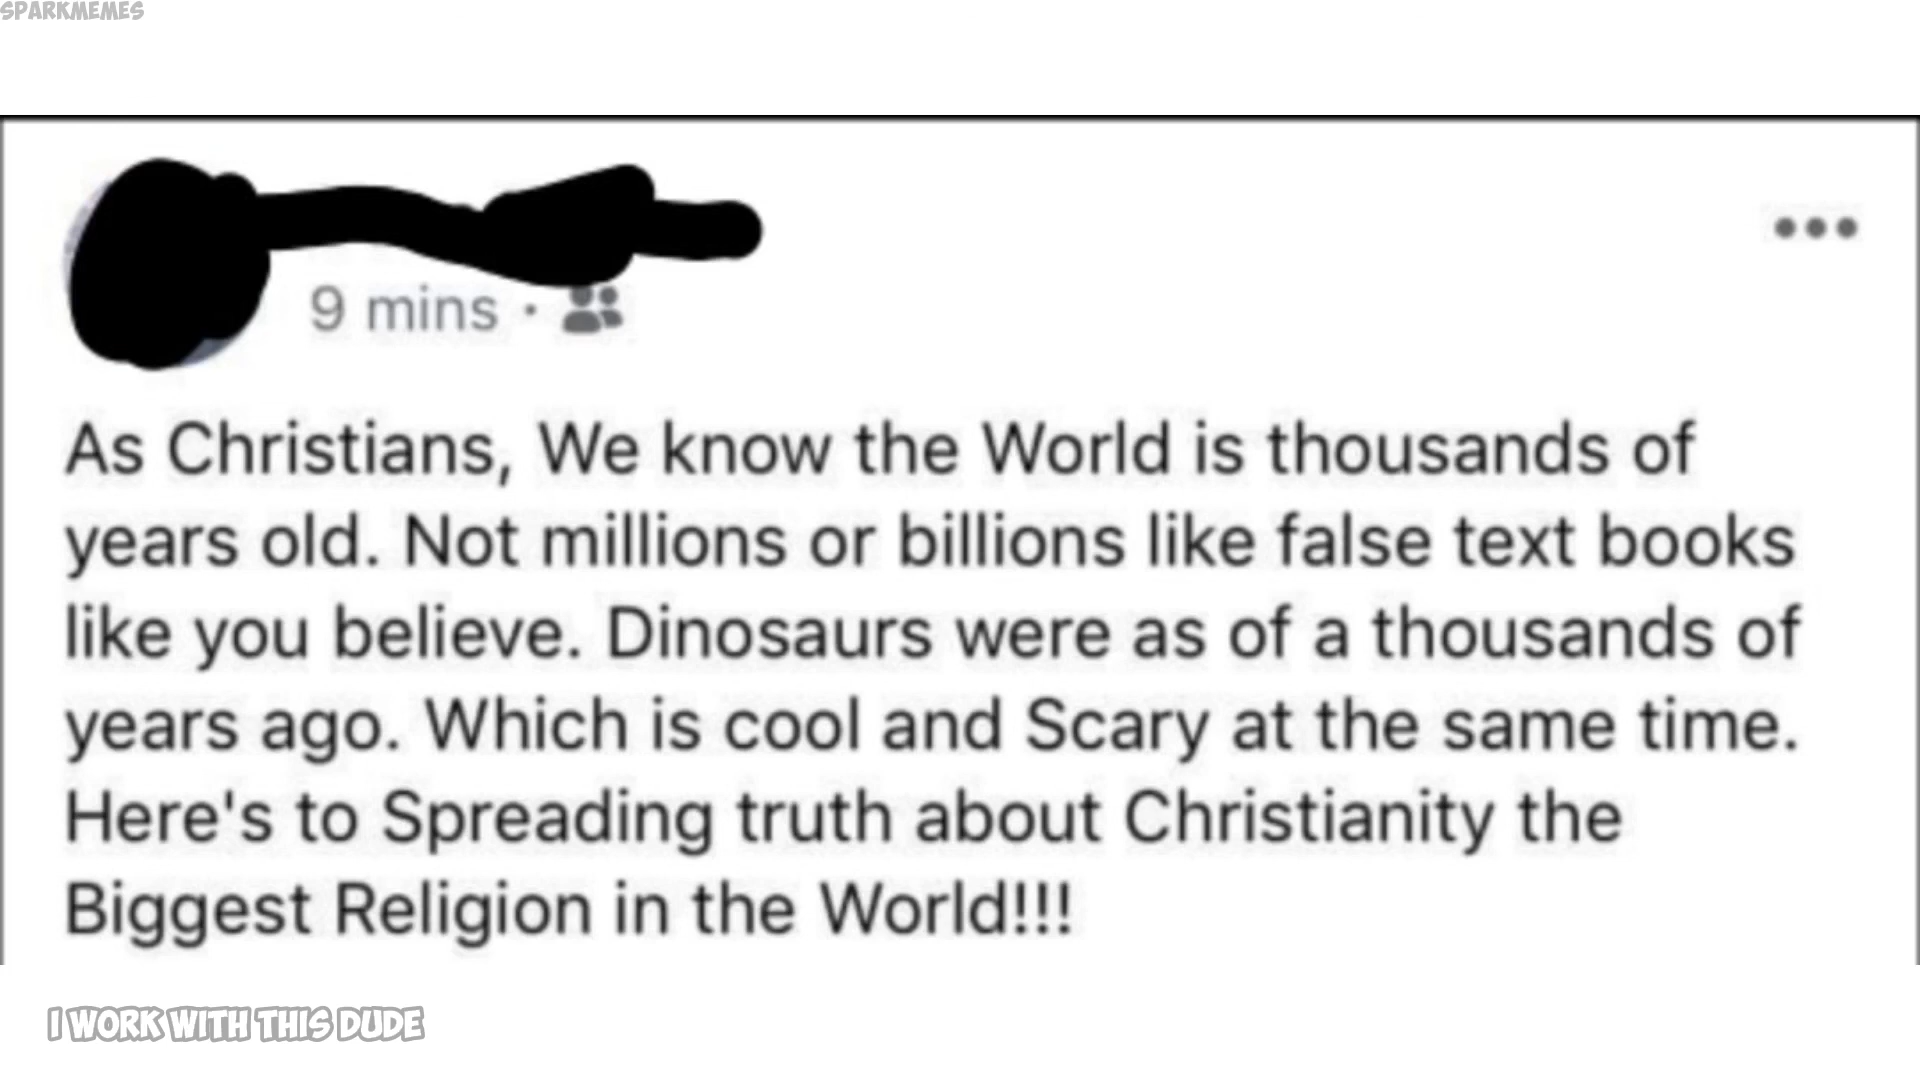 SPARKMEMES
9 mins ·
As Christians, We know the World is thousands of
years old. Not millions or billions like false text books
like you believe. Dinosaurs were as of a thousands of
years ago. Which is cool and Scary at the same time.
Here's to Spreading truth about Christianity the
Biggest Religion in the World!!!
I WORK WITH THIS DUDE